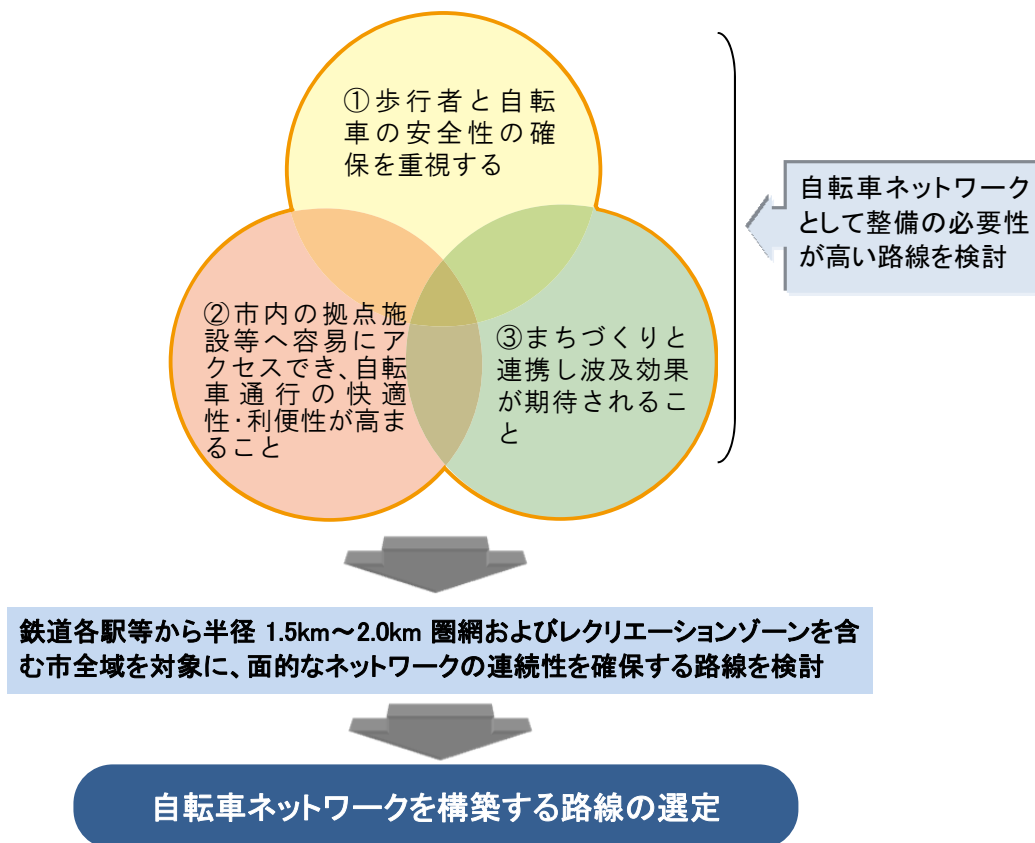 ①歩行者と自転
車の安全性の確
保を重視する
自転車ネットワーク
として整備の必要性
が高い路線を検討
②市内の拠点施
設等へ容易にア
クセスでき、自転
車通行の快適
性・利便性が高ま
ること
③まちづくりと
連携し波及効果
が期待されるこ
と
鉄道各駅等から半径 1.5km～2.0km 圏網およびレクリエーションゾーンを含
む市全域を対象に、面的なネットワークの連続性を確保する路線を検討
自転車ネットワークを構築する路線の選定